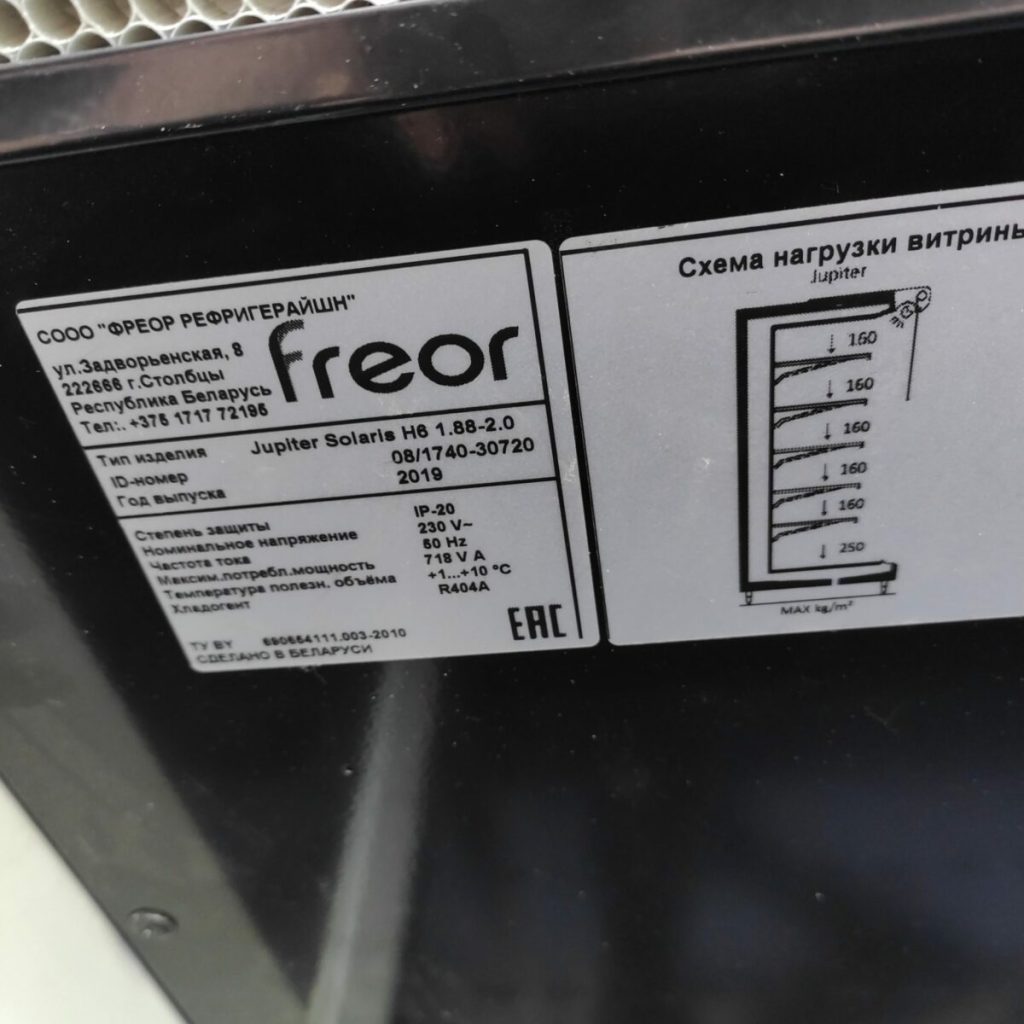 СООО "ФРЕОР РЕФРИГЕРАЙШН"
ул.Задворьенская, 8
222666 г.Столбцы
Республика Беларусь
Тел:. +375 1717 72195
freor
Тип изделия Jupiter Solaris H6 1.88-2.0
ID-номер 08/1740-30720
Год выпуска 2019
Степень защиты IP-20
Номинальное напряжение 230 V~
Частота тока 50 Hz
Максим.потребл.мощность 718 V A
Температура полезн. объёма +1...+10 °C
Хладогент R404A
ТУ BY 690654111.003-2010
СДЕЛАНО В БЕЛАРУСИ
EAC
Схема нагрузки витрины
Jupiter
160
160
160
160
160
250
MAX kg/m²